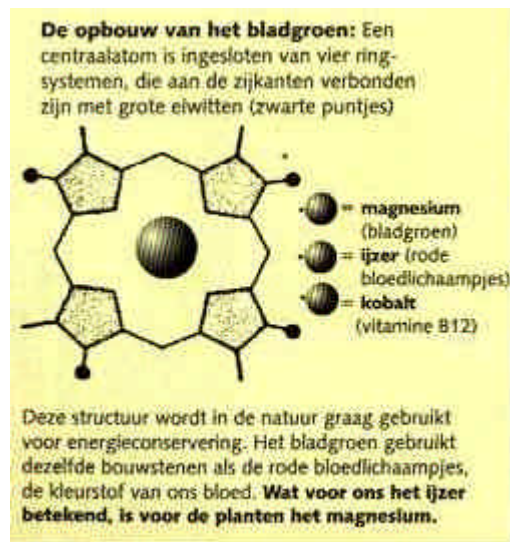 De opbouw van het bladgroen: Een
centraalatom is ingesloten van vier ring-
systemen, die aan de zijkanten verbonden
zijn met grote eiwitten (zwarte puntjes)
= magnesium
(bladgroen)
= ijzer (rode
bloedlichaampjes)
= kobalt
(vitamine B12)
Deze structuur wordt in de natuur graag gebruikt
voor energieconservering. Het bladgroen gebruikt
dezelfde bouwstenen als de rode bloedlichaampjes,
de kleurstof van ons bloed. Wat voor ons het ijzer
betekend, is voor de planten het magnesium.